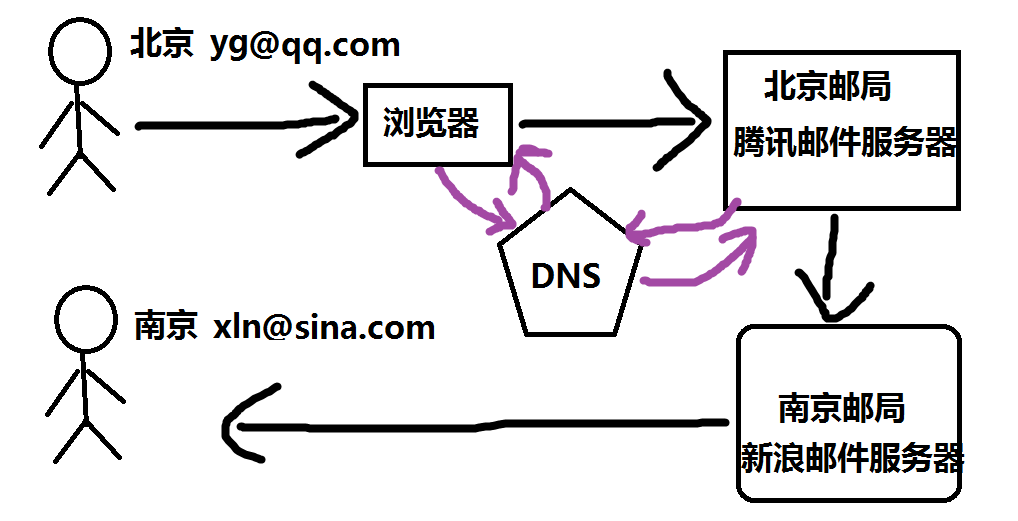 北京 yg@qq.com
浏览器
北京邮局
腾讯邮件服务器
DNS
南京 xln@sina.com
南京邮局
新浪邮件服务器